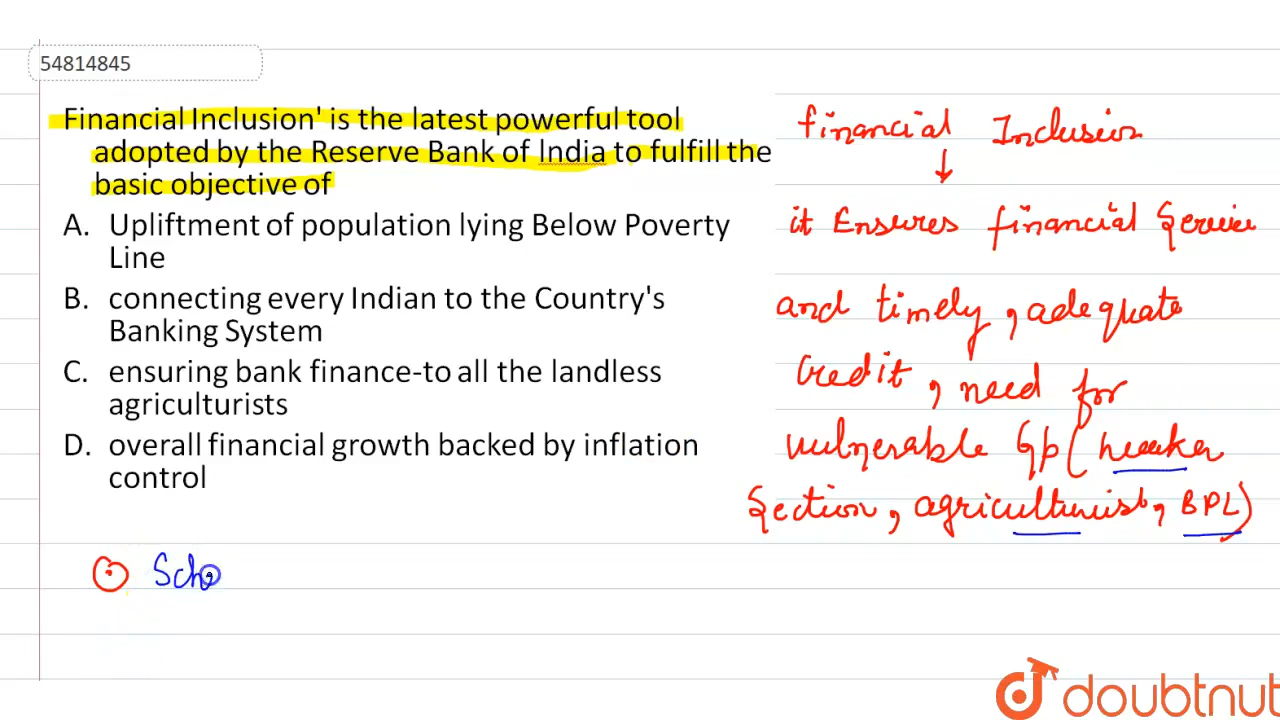 54814845
Financial Inclusion' is the latest powerful tool
adopted by the Reserve Bank of India to fulfill the
basic objective of
A. Upliftment of population lying Below Poverty
Line
B. connecting every Indian to the Country's
Banking System
C. ensuring bank finance-to all the landless
agriculturists
D. overall financial growth backed by inflation
control
financial Inclusion
it Ensures financial Service
and timely, adequate
credit, need for
vulnerable Gp (weaker
Section, agriculturist, BPL)
Sche
doubtnut